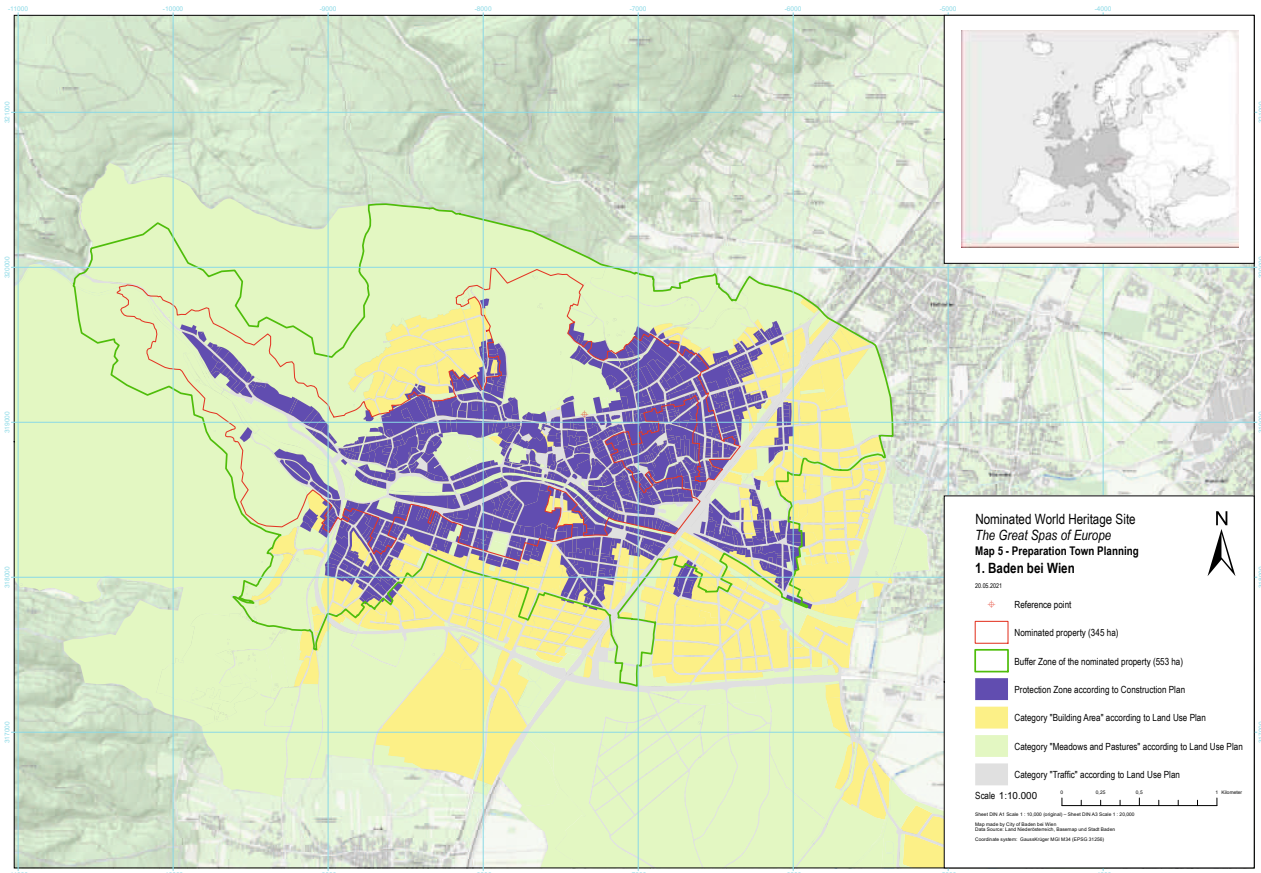 -11000
-10000
-9000
-8000
-7000
-6000
-5000
-4000
321000
320000
319000
318000
317000
Nominated World Heritage Site
The Great Spas of Europe
Map 5 - Preparation Town Planning
1. Baden bei Wien
20.05.2021
N
Reference point
Nominated property (345 ha)
Buffer Zone of the nominated property (553 ha)
Protection Zone according to Construction Plan
Category "Building Area" according to Land Use Plan
Category "Meadows and Pastures" according to Land Use Plan
Category "Traffic" according to Land Use Plan
Scale 1:10.000
0 0,25 0,5 1 Kilometer
Sheet DIN A1 Scale 1 : 10,000 (original) – Sheet DIN A3 Scale 1 : 20,000
Map made by City of Baden bei Wien
Data Source: Land Niederösterreich, Basemap und Stadt Baden
Coordinate system: GaussKrüger MGI M34 (EPSG 31256)